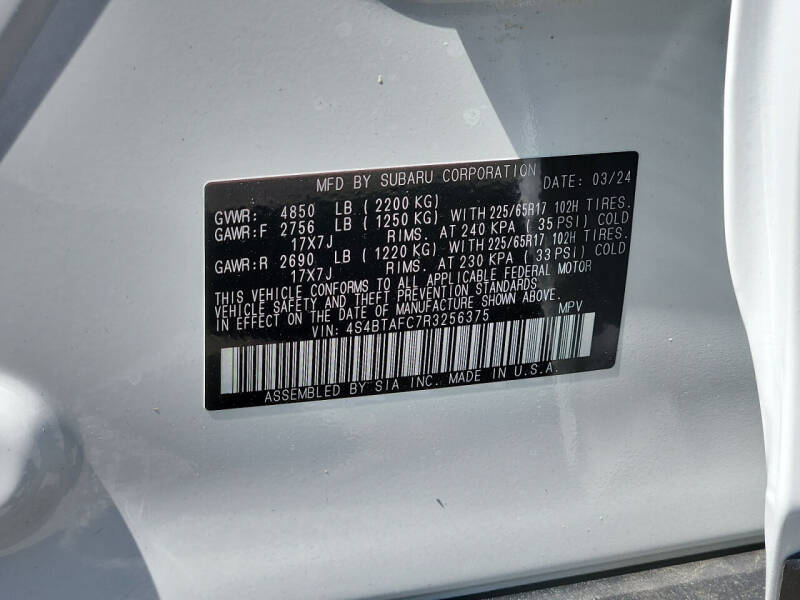 MFD BY SUBARU CORPORATION DATE: 03/24
GVWR: 4850 LB (2200 KG)
GAWR:F 2756 LB (1250 KG) WITH 225/65R17 102H TIRES.
17X7J RIMS. AT 240 KPA (35 PSI) COLD
GAWR:R 2690 LB (1220 KG) WITH 225/65R17 102H TIRES.
17X7J RIMS. AT 230 KPA (33 PSI) COLD
THIS VEHICLE CONFORMS TO ALL APPLICABLE FEDERAL MOTOR
VEHICLE SAFETY AND THEFT PREVENTION STANDARDS
IN EFFECT ON THE DATE OF MANUFACTURE SHOWN ABOVE.
VIN: 4S4BTAFC7R3256375 MPV
ASSEMBLED BY SIA INC. MADE IN U.S.A.